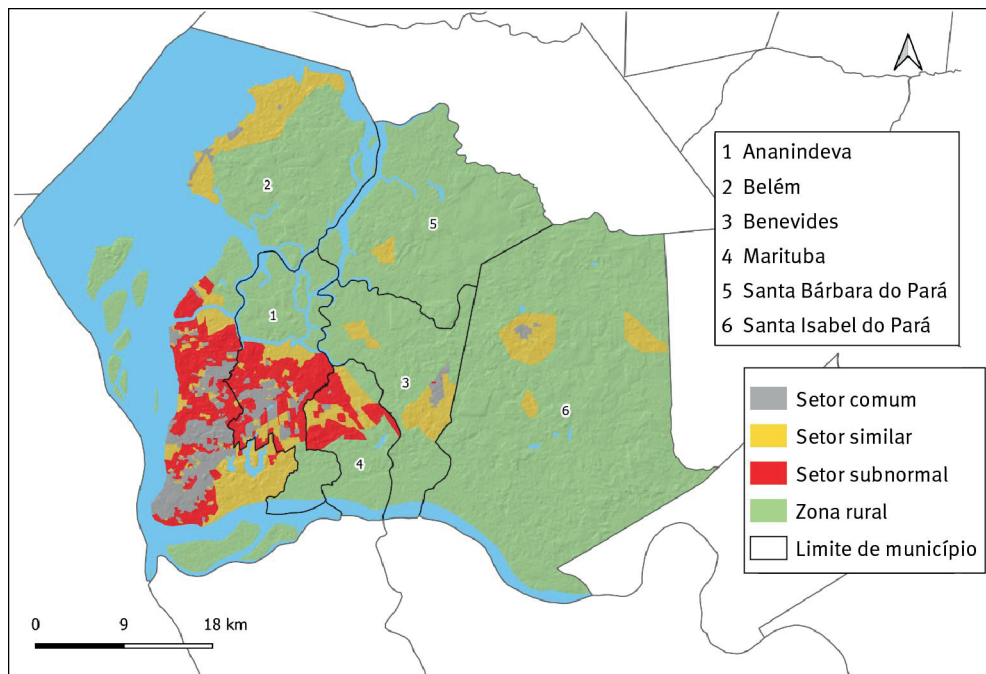 2
5
1
3
6
4
1 Ananindeva
2 Belém
3 Benevides
4 Marituba
5 Santa Bárbara do Pará
6 Santa Isabel do Pará
Setor comum
Setor similar
Setor subnormal
Zona rural
Limite de município
0 9 18 km